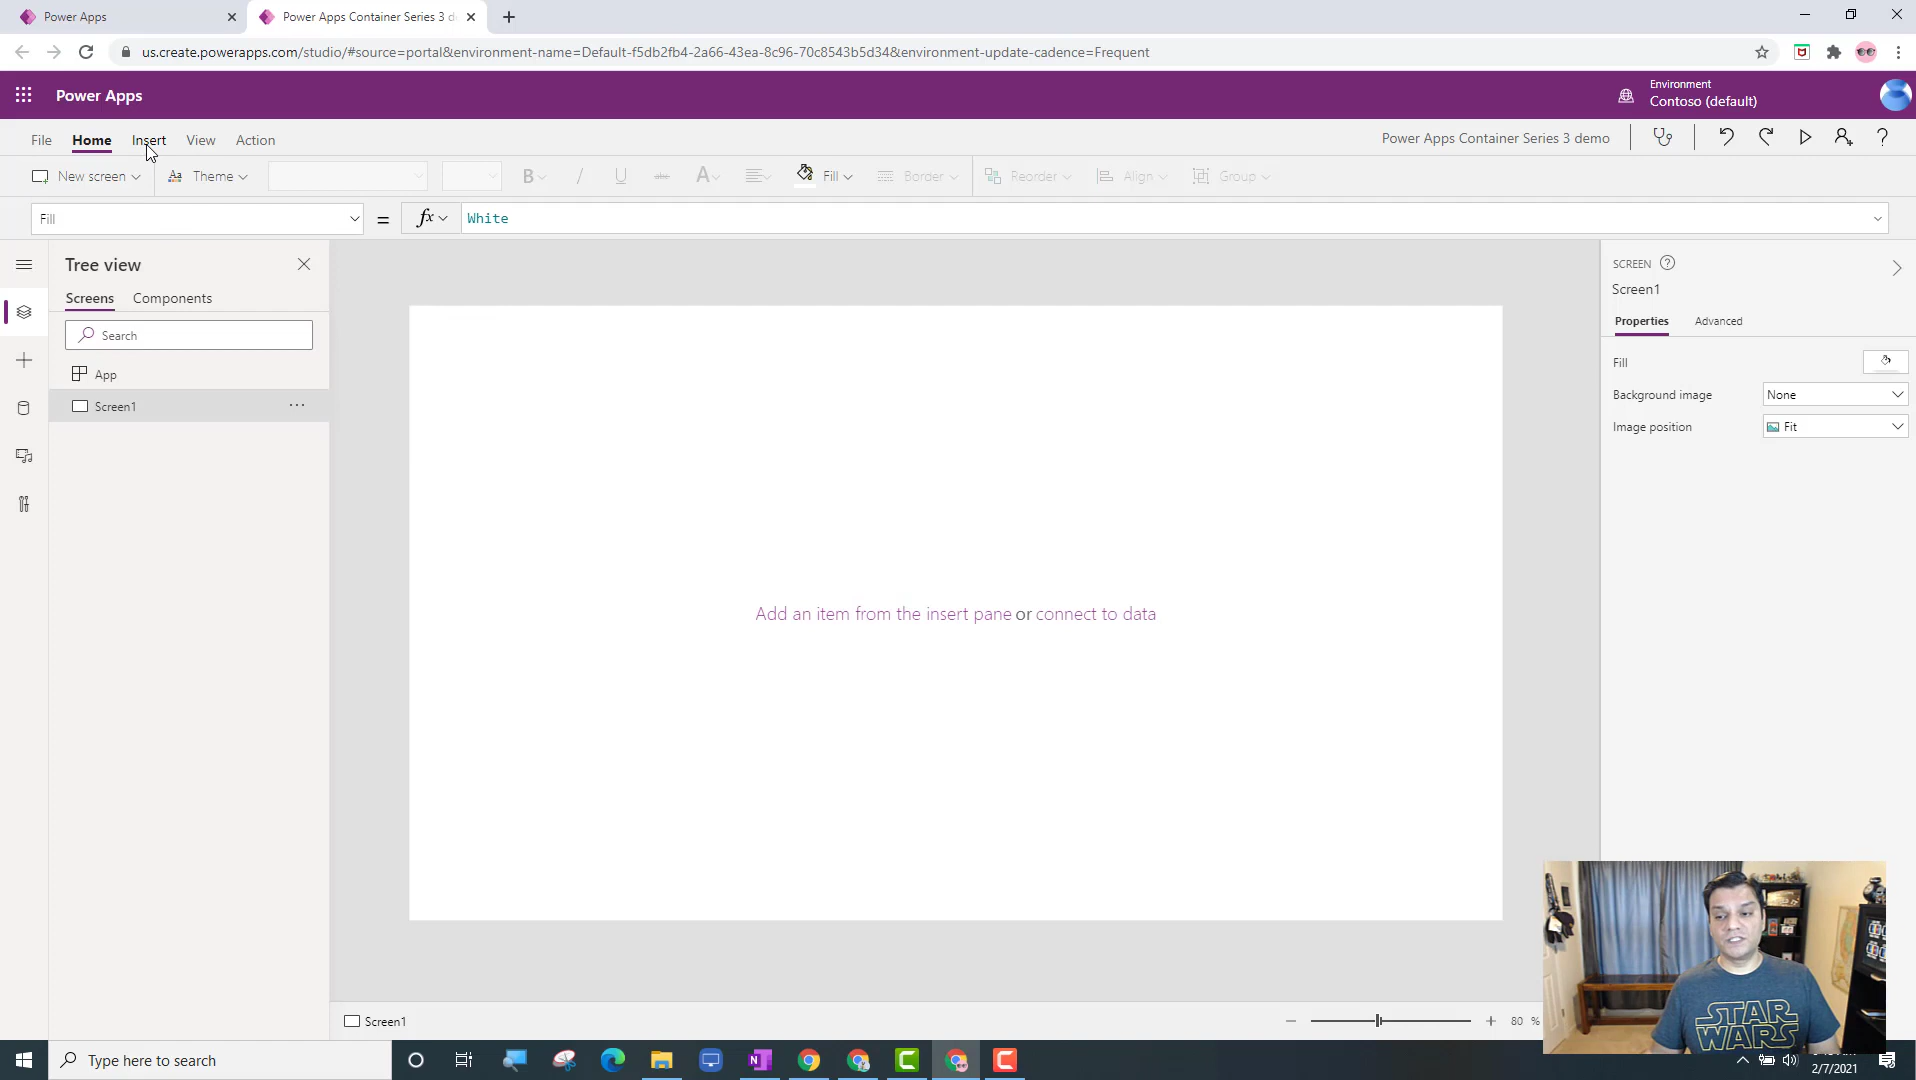 Power Apps
Power Apps Container Series 3 d
us.create.powerapps.com/studio/#source=portal&environment-name=Default-f5db2fb4-2a66-43ea-8c96-70c8543b5d34&environment-update-cadence=Frequent
Power Apps
Environment
Contoso (default)
File Home Insert View Action
Power Apps Container Series 3 demo
New screen Theme B I U abc A Fill Border Reorder Align Group
Fill = fx White
Tree view
Screens Components
Search
App
Screen1
Add an item from the insert pane or connect to data
SCREEN
Screen1
Properties Advanced
Fill
Background image None
Image position Fit
STAR
WARS
Screen1
80 %
Type here to search
2/7/2021